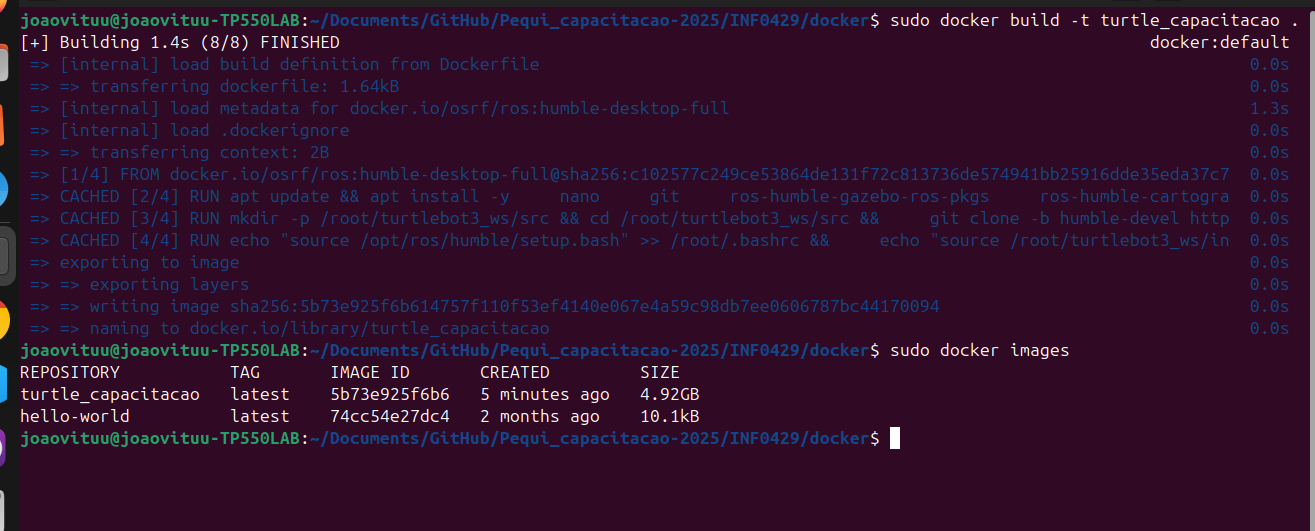 joaovituu@joaovituu-TP550LAB:~/Documents/GitHub/Pequi_capacitacao-2025/INF0429/docker$ sudo docker build -t turtle_capacitacao .
[+] Building 1.4s (8/8) FINISHED docker:default
=> [internal] load build definition from Dockerfile 0.0s
=> => transferring dockerfile: 1.64kB 0.0s
=> [internal] load metadata for docker.io/osrf/ros:humble-desktop-full 1.3s
=> [internal] load .dockerignore 0.0s
=> => transferring context: 2B 0.0s
=> [1/4] FROM docker.io/osrf/ros:humble-desktop-full@sha256:c102577c249ce53864de131f72c813736de574941bb25916dde35eda37c7 0.0s
=> CACHED [2/4] RUN apt update && apt install -y nano git ros-humble-gazebo-ros-pkgs ros-humble-cartogra 0.0s
=> CACHED [3/4] RUN mkdir -p /root/turtlebot3_ws/src && cd /root/turtlebot3_ws/src && git clone -b humble-devel http 0.0s
=> CACHED [4/4] RUN echo "source /opt/ros/humble/setup.bash" >> /root/.bashrc && echo "source /root/turtlebot3_ws/in 0.0s
=> exporting to image 0.0s
=> => exporting layers 0.0s
=> => writing image sha256:5b73e925f6b614757f110f53ef4140e067e4a59c98db7ee0606787bc44170094 0.0s
=> => naming to docker.io/library/turtle_capacitacao 0.0s
joaovituu@joaovituu-TP550LAB:~/Documents/GitHub/Pequi_capacitacao-2025/INF0429/docker$ sudo docker images
REPOSITORY TAG IMAGE ID CREATED SIZE
turtle_capacitacao latest 5b73e925f6b6 5 minutes ago 4.92GB
hello-world latest 74cc54e27dc4 2 months ago 10.1kB
joaovituu@joaovituu-TP550LAB:~/Documents/GitHub/Pequi_capacitacao-2025/INF0429/docker$